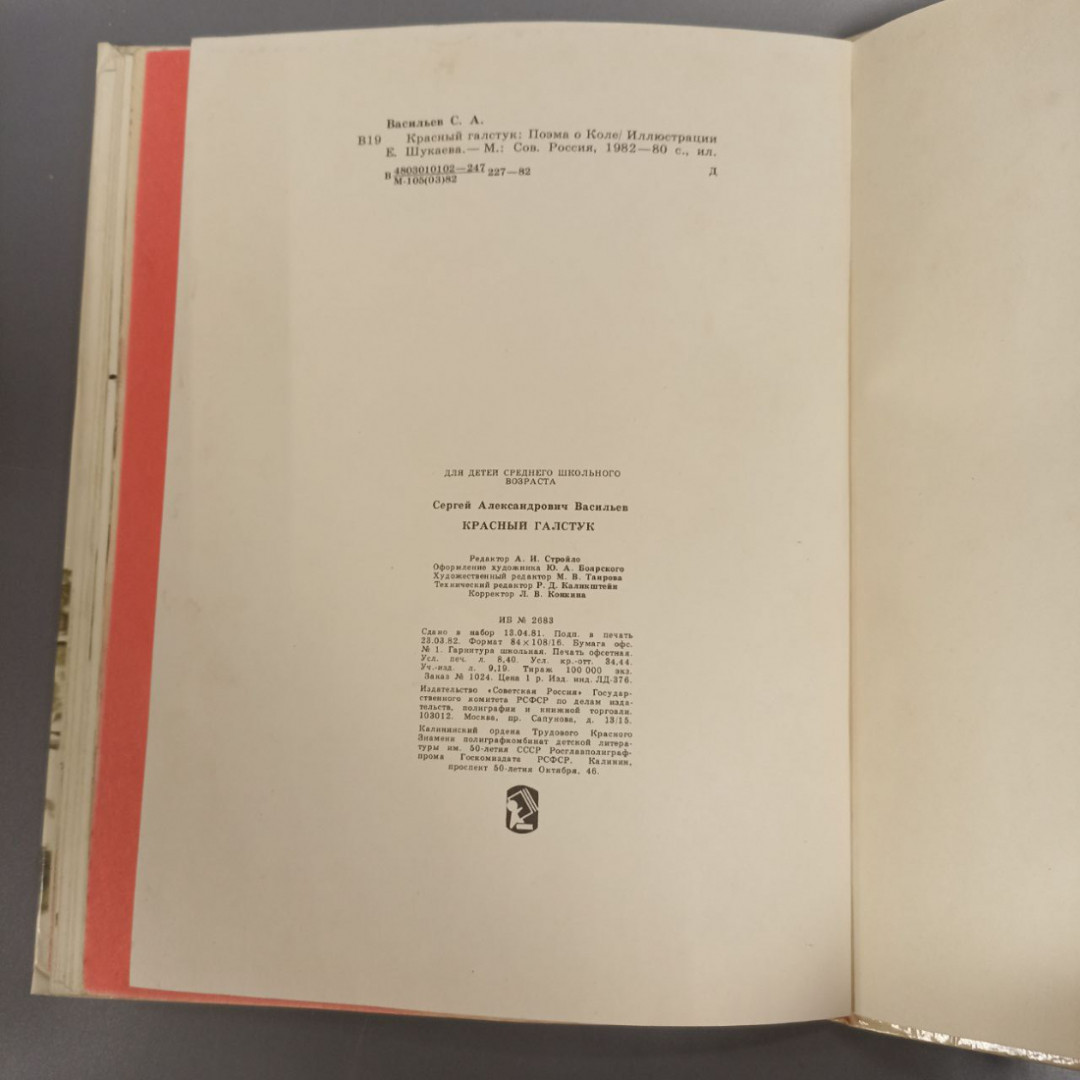 Васильев С. А.
В19 Красный галстук: Поэма о Коле/ Иллюстрации
Е. Шукаева.— М.: Сов. Россия, 1982—80 с., ил.
В 4803010102—247 227—82 Д
М-105(03)82
ДЛЯ ДЕТЕЙ СРЕДНЕГО ШКОЛЬНОГО
ВОЗРАСТА
Сергей Александрович Васильев
КРАСНЫЙ ГАЛСТУК
Редактор А. И. Стройло
Оформление художника Ю. А. Боярского
Художественный редактор М. В. Таирова
Технический редактор Р. Д. Каликштейн
Корректор Л. В. Конкина
ИБ № 2683
Сдано в набор 13.04.81. Подп. в печать
23.03.82. Формат 84×108/16. Бумага офс.
№ 1. Гарнитура школьная. Печать офсетная.
Усл. печ. л. 8,40. Усл. кр.-отт. 34,44.
Уч.-изд. л. 9,19. Тираж 100 000 экз.
Заказ № 1024. Цена 1 р. Изд. инд. ЛД-376.
Издательство «Советская Россия» Государ-
ственного комитета РСФСР по делам изда-
тельств, полиграфии и книжной торговли.
103012. Москва, пр. Сапунова, д. 13/15.
Калининский ордена Трудового Красного
Знамени полиграфкомбинат детской литера-
туры им. 50-летия СССР Росглавполиграф-
прома Госкомиздата РСФСР. Калинин,
проспект 50-летия Октября, 46.